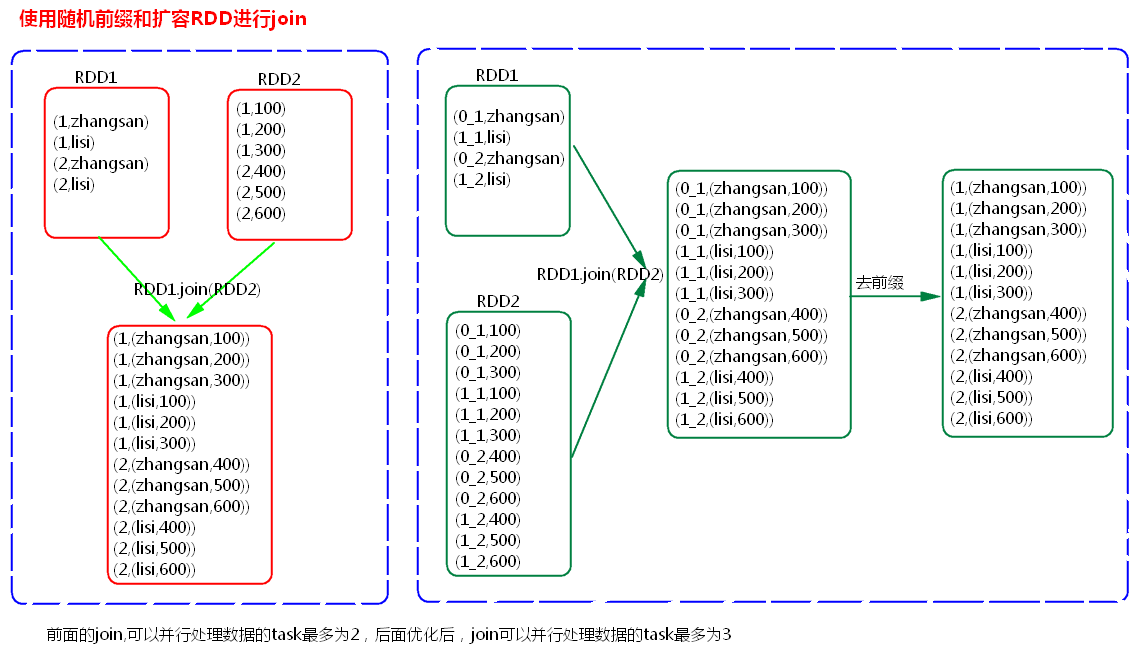 使用随机前缀和扩容RDD进行join
RDD1
(1,zhangsan)
(1,lisi)
(2,zhangsan)
(2,lisi)
RDD2
(1,100)
(1,200)
(1,300)
(2,400)
(2,500)
(2,600)
RDD1.join(RDD2)
(1,(zhangsan,100))
(1,(zhangsan,200))
(1,(zhangsan,300))
(1,(lisi,100))
(1,(lisi,200))
(1,(lisi,300))
(2,(zhangsan,400))
(2,(zhangsan,500))
(2,(zhangsan,600))
(2,(lisi,400))
(2,(lisi,500))
(2,(lisi,600))
RDD1
(0_1,zhangsan)
(1_1,lisi)
(0_2,zhangsan)
(1_2,lisi)
RDD2
(0_1,100)
(0_1,200)
(0_1,300)
(1_1,100)
(1_1,200)
(1_1,300)
(0_2,400)
(0_2,500)
(0_2,600)
(1_2,400)
(1_2,500)
(1_2,600)
RDD1.join(RDD2)
(0_1,(zhangsan,100))
(0_1,(zhangsan,200))
(0_1,(zhangsan,300))
(1_1,(lisi,100))
(1_1,(lisi,200))
(1_1,(lisi,300))
(0_2,(zhangsan,400))
(0_2,(zhangsan,500))
(0_2,(zhangsan,600))
(1_2,(lisi,400))
(1_2,(lisi,500))
(1_2,(lisi,600))
去前缀
(1,(zhangsan,100))
(1,(zhangsan,200))
(1,(zhangsan,300))
(1,(lisi,100))
(1,(lisi,200))
(1,(lisi,300))
(2,(zhangsan,400))
(2,(zhangsan,500))
(2,(zhangsan,600))
(2,(lisi,400))
(2,(lisi,500))
(2,(lisi,600))
前面的join,可以并行处理数据的task最多为2，后面优化后，join可以并行处理数据的task最多为3